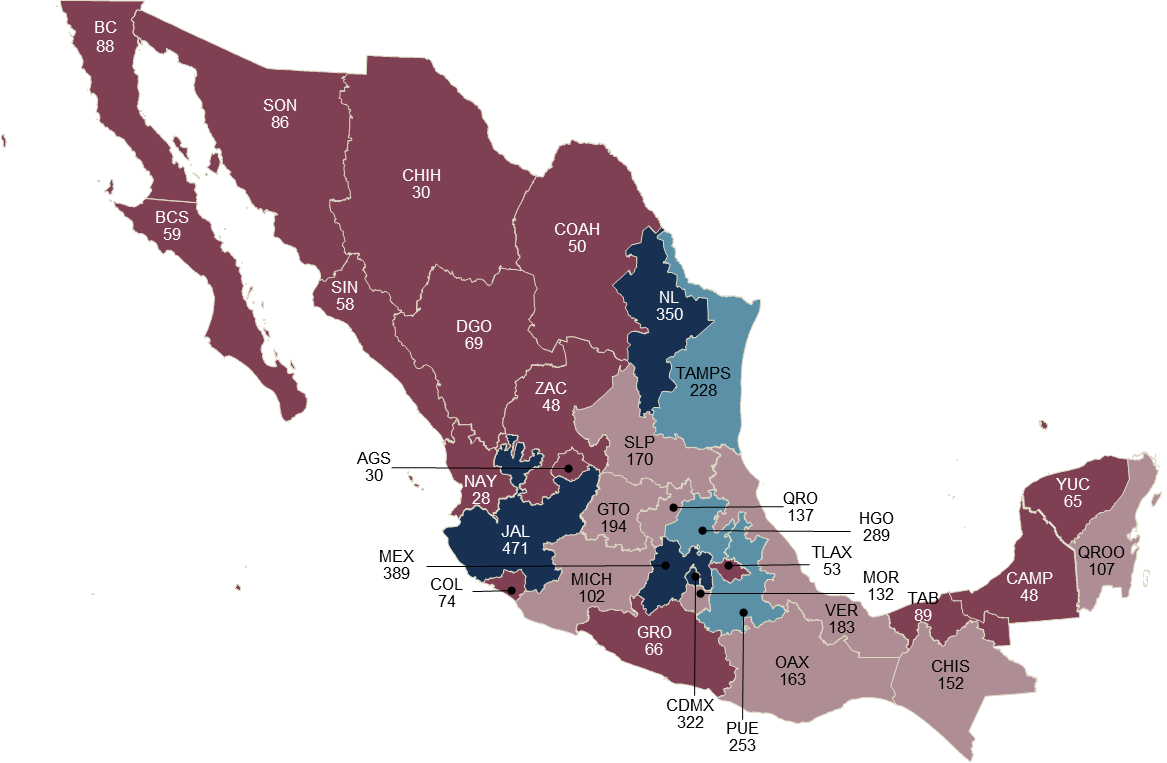 BC
88
SON
86
CHIH
30
BCS
59
COAH
50
SIN
58
NL
350
DGO
69
TAMPS
228
ZAC
48
SLP
170
AGS
30
NAY
28
YUC
65
QRO
137
GTO
194
HGO
289
JAL
471
QROO
107
MEX
389
TLAX
53
COL
74
MICH
102
MOR
132
CAMP
48
TAB
89
VER
183
GRO
66
OAX
163
CHIS
152
CDMX
322
PUE
253